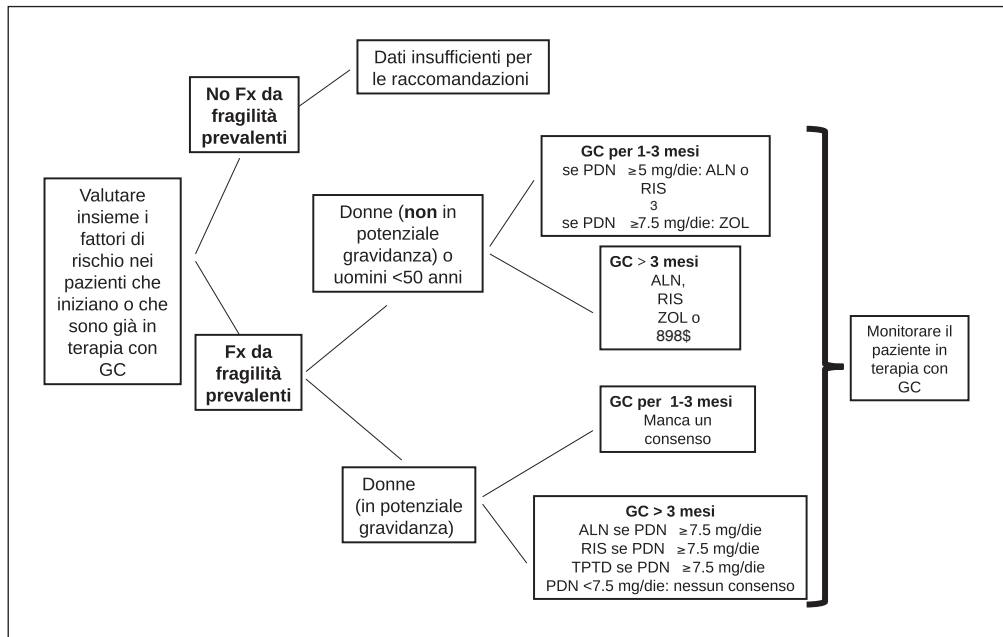 Valutare
insieme i
fattori di
rischio nei
pazienti che
iniziano o che
sono già in
terapia con
GC
No Fx da
fragilità
prevalenti
Dati insufficienti per
le raccomandazioni
Fx da
fragilità
prevalenti
Donne (non in
potenziale
gravidanza) o
uomini <50 anni
GC per 1-3 mesi
se PDN ≥5 mg/die: ALN o
RIS
3
se PDN ≥7.5 mg/die: ZOL
GC > 3 mesi
ALN,
RIS
ZOL o
898$
Donne
(in potenziale
gravidanza)
GC per 1-3 mesi
Manca un
consenso
GC > 3 mesi
ALN se PDN ≥7.5 mg/die
RIS se PDN ≥7.5 mg/die
TPTD se PDN ≥7.5 mg/die
PDN <7.5 mg/die: nessun consenso
Monitorare il
paziente in
terapia con
GC